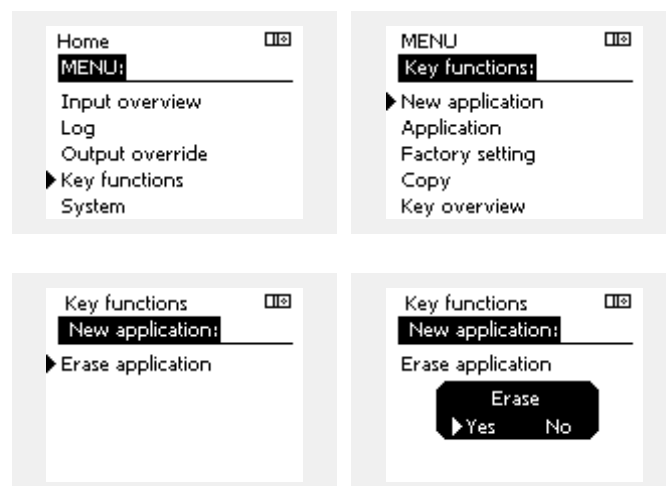 Home
MENU:
Input overview
Log
Output override
Key functions
System
MENU
Key functions:
New application
Application
Factory setting
Copy
Key overview
Key functions
New application:
Erase application
Key functions
New application:
Erase application
Erase
Yes No